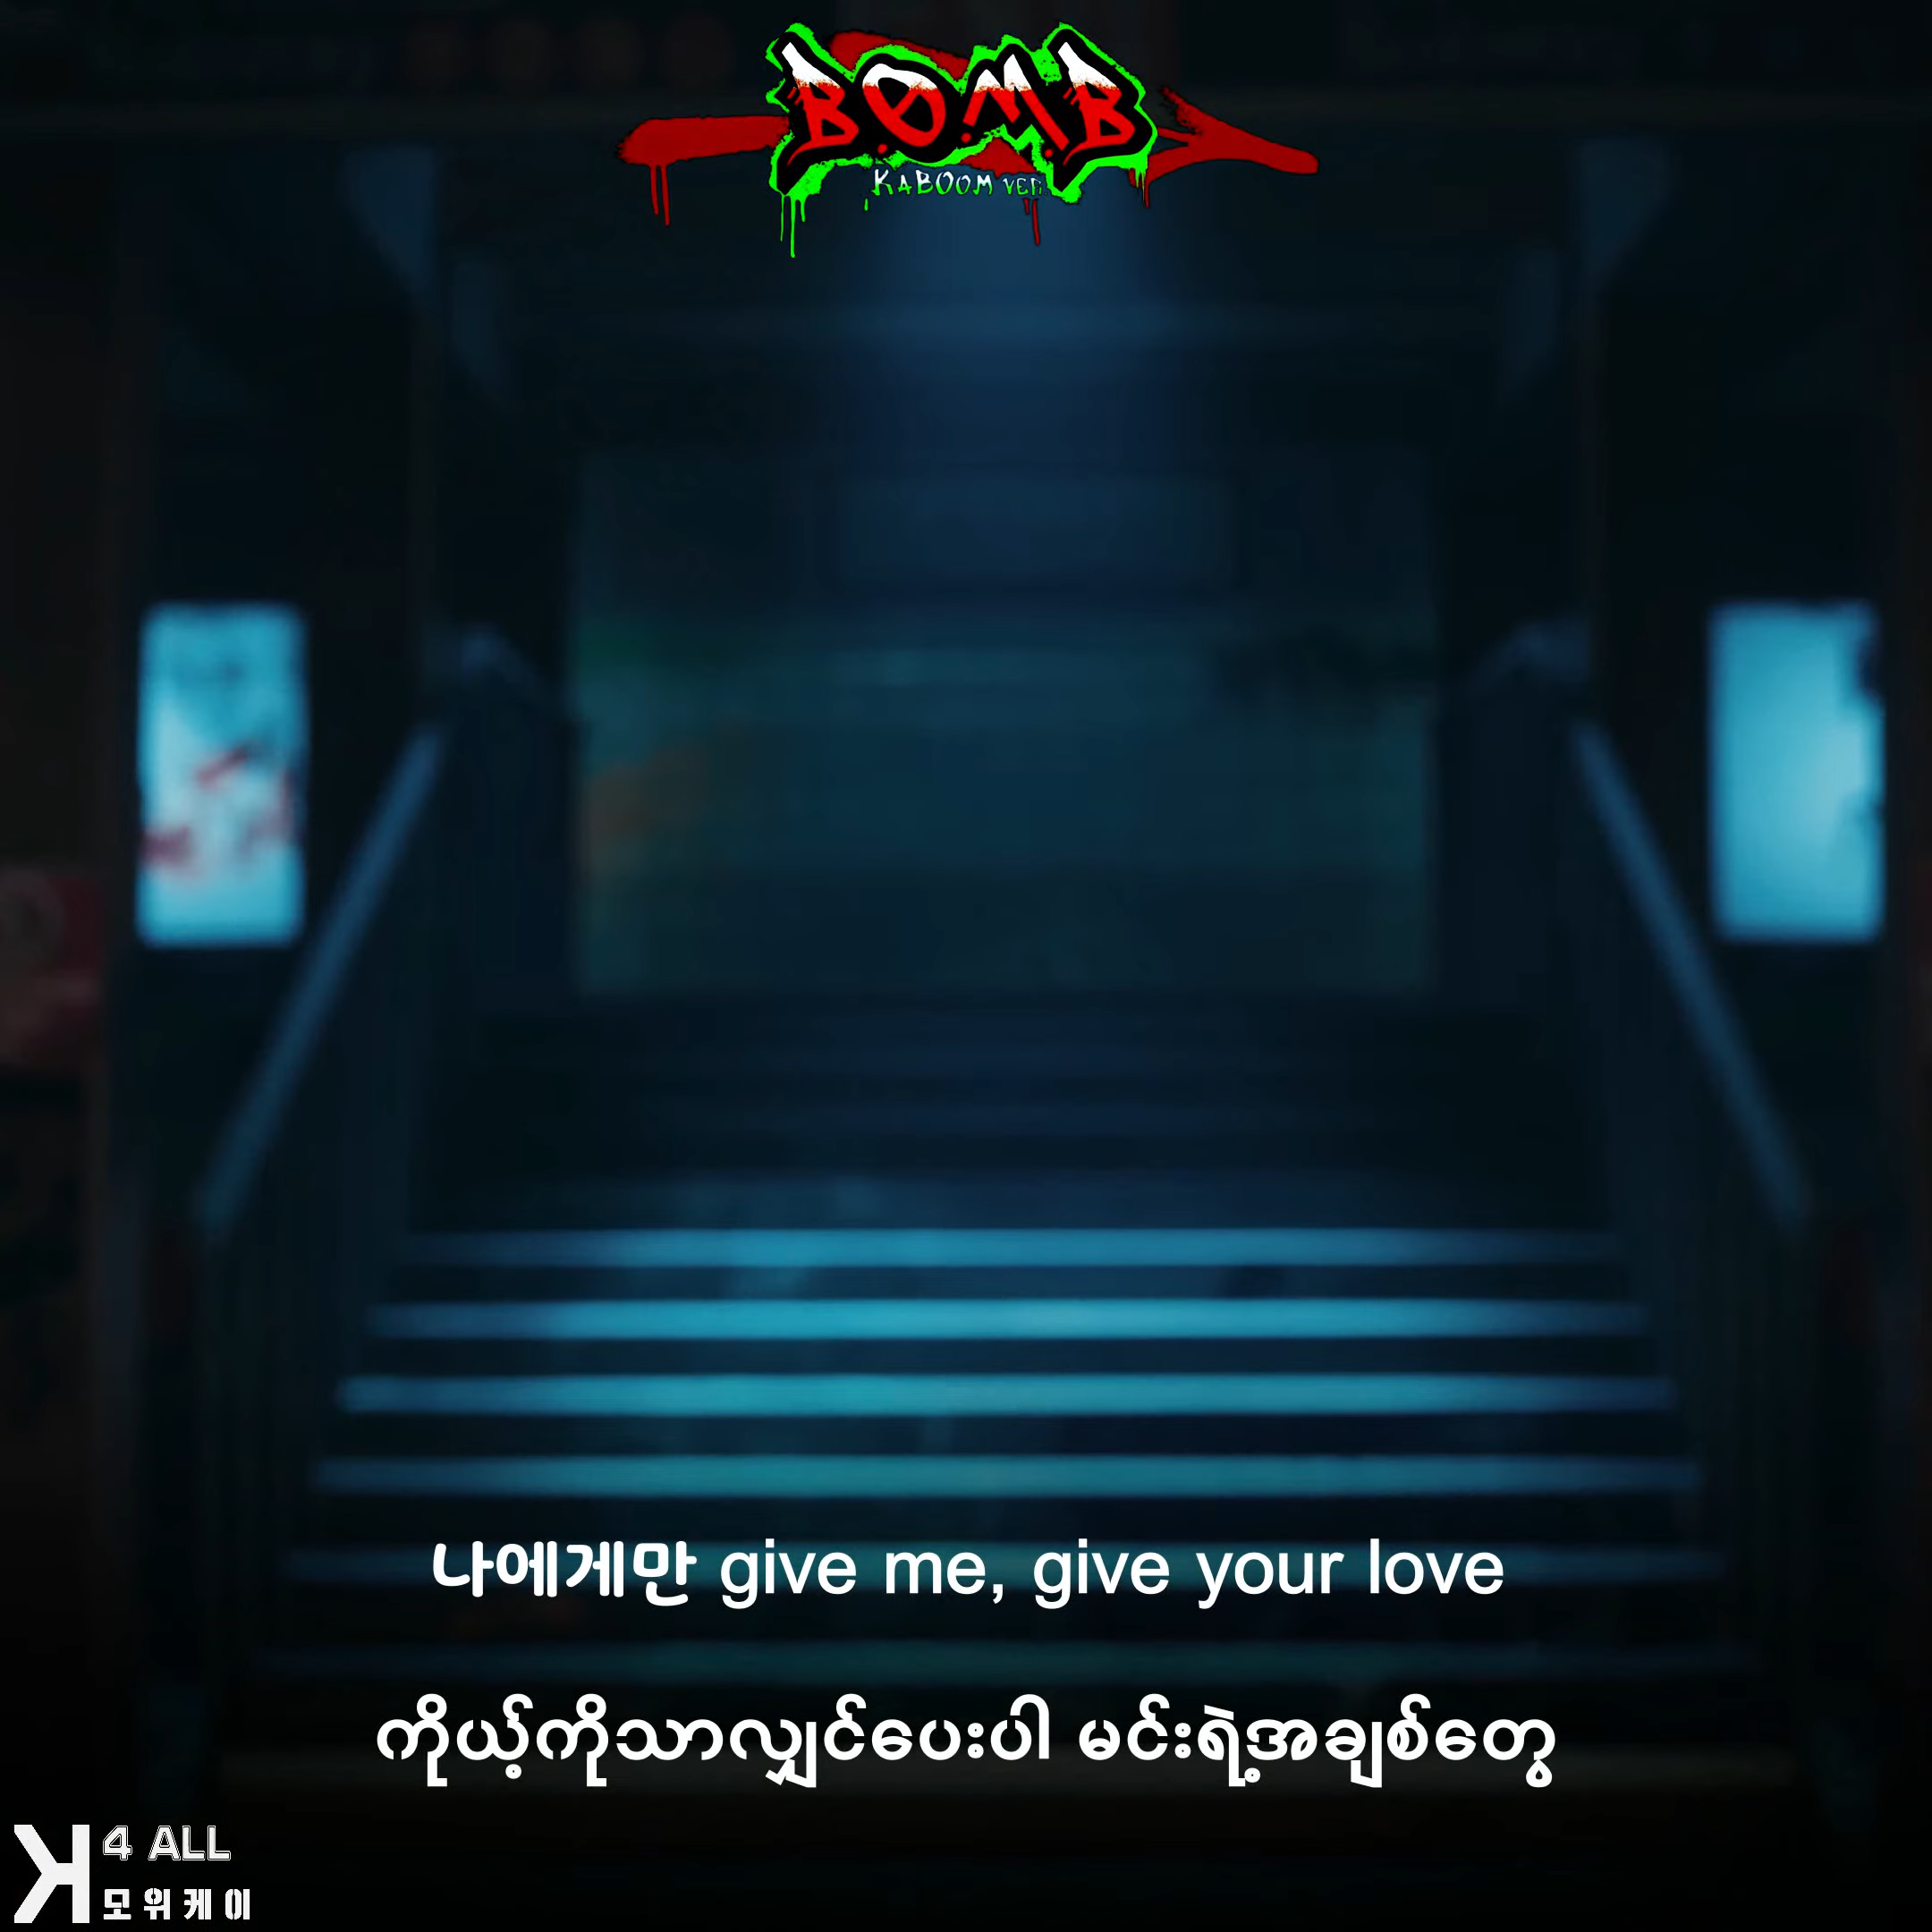 B.O.M.B
KABOOM VER.
나에게만 give me, give your love
ကိုယ့်ကိုသာလျှင်ပေးပါ မင်းရဲ့အချစ်တွေ
K 4 ALL
모위케이